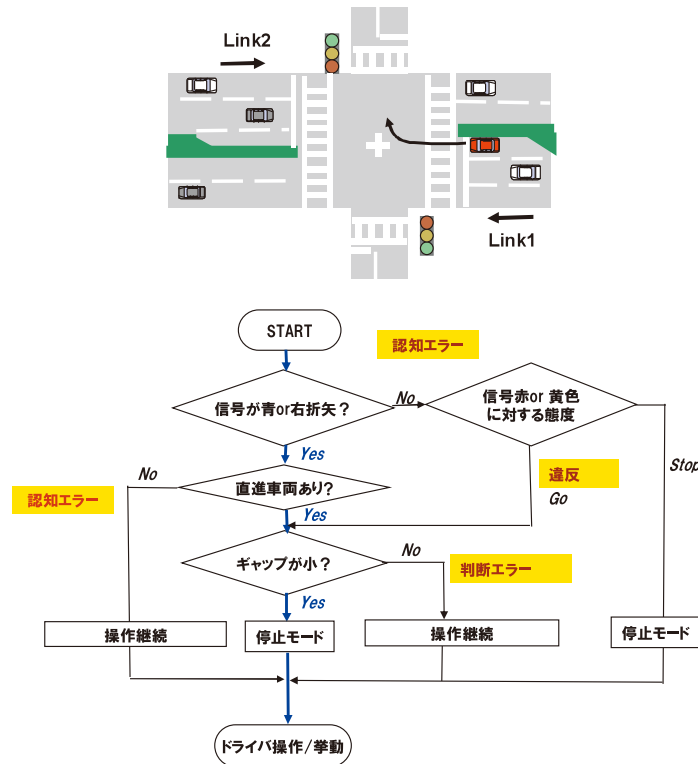 Link2
Link1
START
認知エラー
信号が青or右折矢？
No
信号赤or 黄色
に対する態度
Yes
No
違反
Go
Stop
認知エラー
直進車両あり？
Yes
ギャップが小？
No
判断エラー
Yes
操作継続
停止モード
操作継続
停止モード
ドライバ操作/挙動